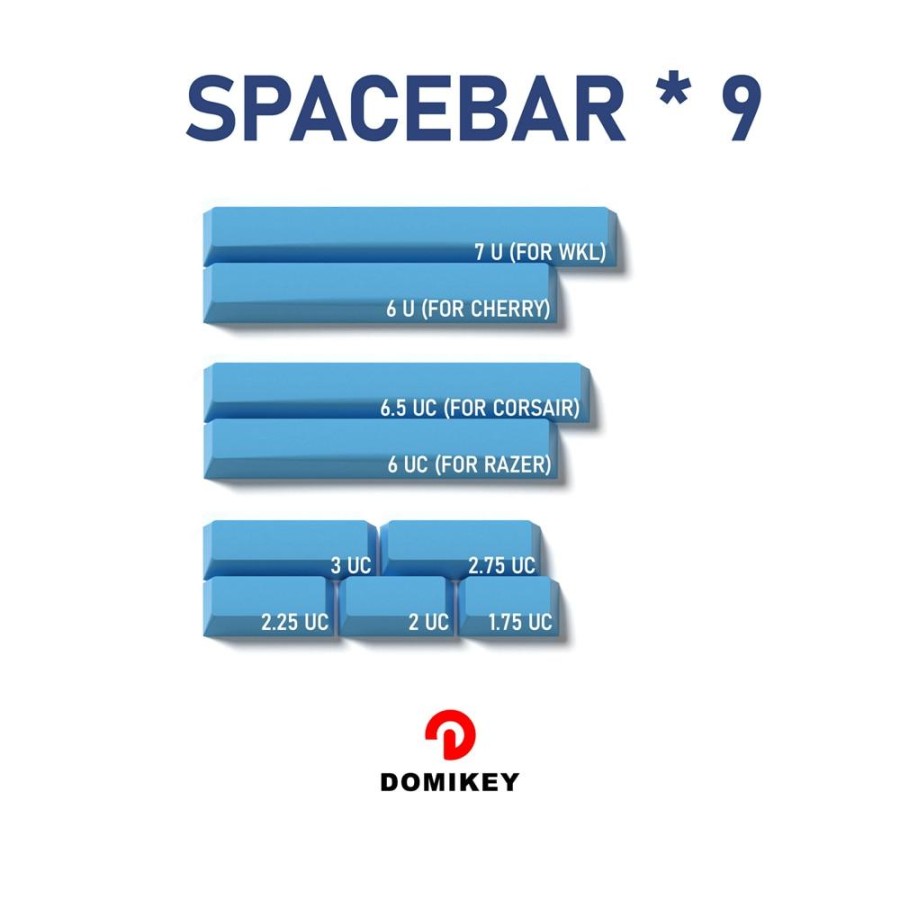 SPACEBAR * 9
7 U (FOR WKL)
6 U (FOR CHERRY)
6.5 UC (FOR CORSAIR)
6 UC (FOR RAZER)
3 UC
2.75 UC
2.25 UC
2 UC
1.75 UC
DOMIKEY